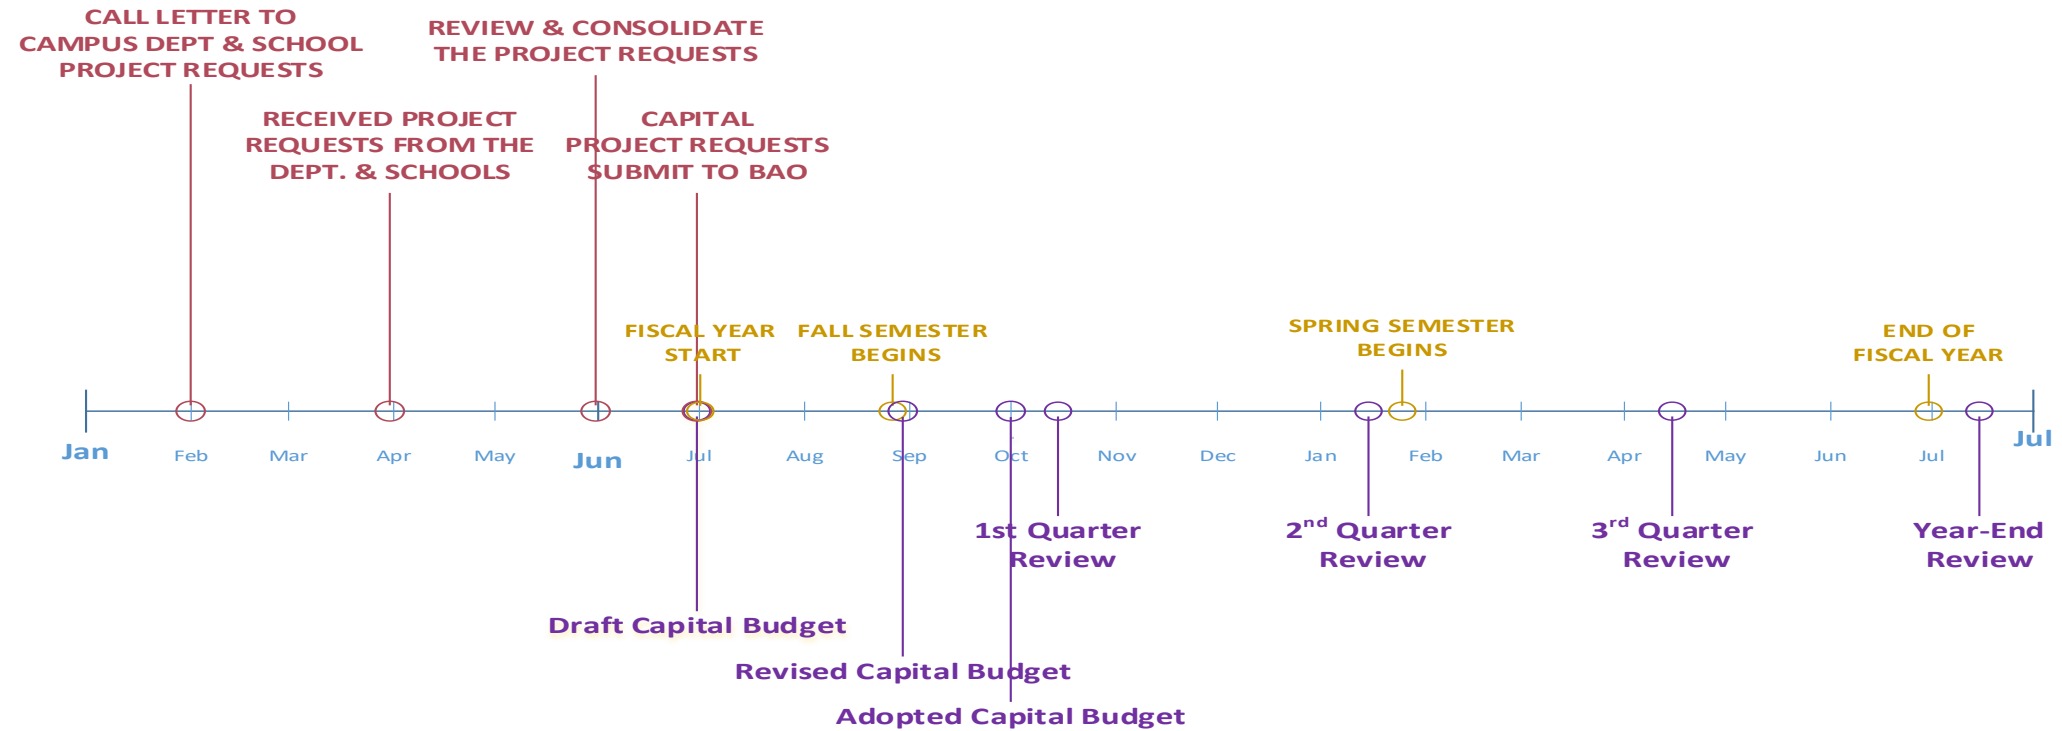 CALL LETTER TO
CAMPUS DEPT & SCHOOL
PROJECT REQUESTS
REVIEW & CONSOLIDATE
THE PROJECT REQUESTS
RECEIVED PROJECT
REQUESTS FROM THE
DEPT. & SCHOOLS
CAPITAL
PROJECT REQUESTS
SUBMIT TO BAO
FISCAL YEAR
START
FALL SEMESTER
BEGINS
SPRING SEMESTER
BEGINS
END OF
FISCAL YEAR
Jan Feb Mar Apr May Jun Jul Aug Sep Oct Nov Dec Jan Feb Mar Apr May Jun Jul Jul
1st Quarter
Review
2nd Quarter
Review
3rd Quarter
Review
Year-End
Review
Draft Capital Budget
Revised Capital Budget
Adopted Capital Budget